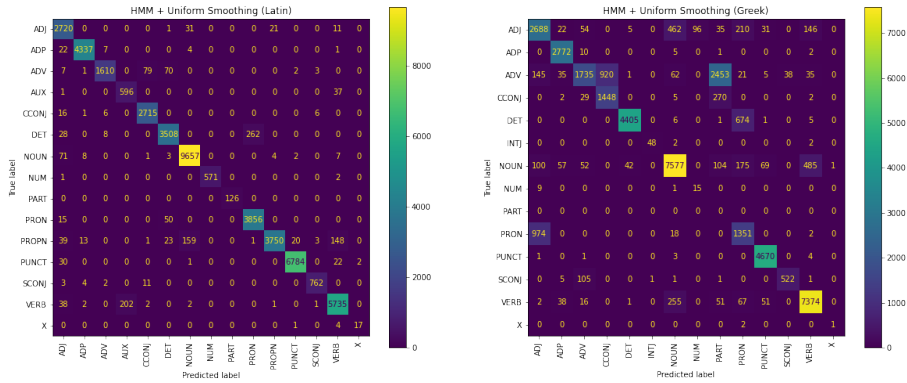 HMM + Uniform Smoothing (Latin)
ADJ 2720 0 0 0 0 1 31 0 0 0 21 0 0 11 0
ADP 22 4337 7 0 0 0 4 0 0 0 0 0 0 1 0
ADV 7 1 1610 0 79 70 0 0 0 0 0 2 3 0 0
AUX 1 0 0 596 0 0 0 0 0 0 0 0 0 37 0
CCONJ 16 1 6 0 2715 0 0 0 0 0 0 0 6 0 0
DET 28 0 8 0 0 3508 0 0 0 262 0 0 0 0 0
NOUN 71 8 0 0 1 3 9657 0 0 0 4 2 0 7 0
NUM 1 0 0 0 0 0 0 571 0 0 0 0 0 2 0
PART 0 0 0 0 0 0 0 0 126 0 0 0 0 0 0
PRON 15 0 0 0 0 50 0 0 0 3856 0 0 0 0 0
PROPN 39 13 0 0 1 23 159 0 0 1 3750 20 3 148 0
PUNCT 30 0 0 0 0 0 1 0 0 0 0 6784 0 22 2
SCONJ 3 4 2 0 11 0 0 0 0 0 0 0 762 0 0
VERB 38 2 0 202 0 2 2 0 0 0 1 0 1 5735 0
X 0 0 0 0 0 0 0 0 0 0 0 1 0 4 17
ADJ ADP ADV AUX CCONJ DET NOUN NUM PART PRON PROPN PUNCT SCONJ VERB X
True label
Predicted label
8000
6000
4000
2000
0
HMM + Uniform Smoothing (Greek)
ADJ 2688 22 54 0 5 0 462 96 35 210 31 0 146 0
ADP 0 2772 10 0 0 0 5 0 1 0 0 0 2 0
ADV 145 35 1735 920 1 0 62 0 2453 21 5 38 35 0
CCONJ 0 2 29 1448 0 0 5 0 270 0 0 0 2 0
DET 0 0 0 0 4405 0 6 0 1 674 1 0 5 0
INTJ 0 0 0 0 0 48 2 0 0 0 0 0 2 0
NOUN 100 57 52 0 42 0 7577 0 104 175 69 0 485 1
NUM 9 0 0 0 0 0 1 15 0 0 0 0 0 0
PART 0 0 0 0 0 0 0 0 0 0 0 0 0 0
PRON 974 0 0 0 0 0 18 0 0 1351 0 0 2 0
PUNCT 1 0 1 0 0 0 3 0 0 0 4670 0 0 0
SCONJ 0 5 105 0 1 1 1 0 0 0 0 522 1 0
VERB 2 38 16 0 1 0 255 0 51 67 51 0 7374 0
X 0 0 0 0 0 0 0 0 0 2 0 0 0 1
ADJ ADP ADV CCONJ DET INTJ NOUN NUM PART PRON PUNCT SCONJ VERB X
True label
Predicted label
7000
6000
5000
4000
3000
2000
1000
0